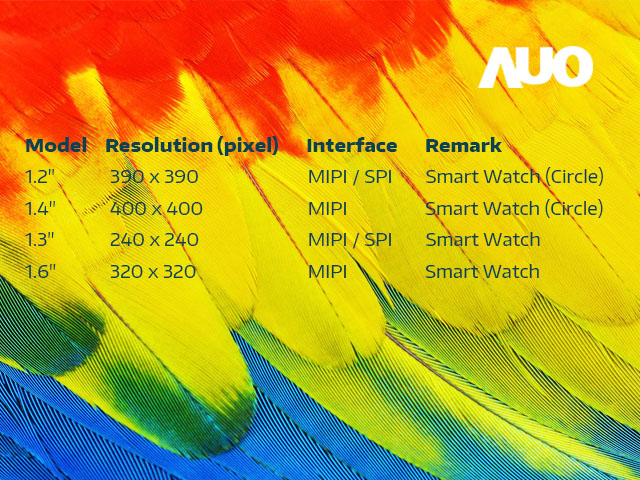 AUO
Model Resolution (pixel) Interface Remark
1.2" 390 x 390 MIPI / SPI Smart Watch (Circle)
1.4" 400 x 400 MIPI Smart Watch (Circle)
1.3" 240 x 240 MIPI / SPI Smart Watch
1.6" 320 x 320 MIPI Smart Watch